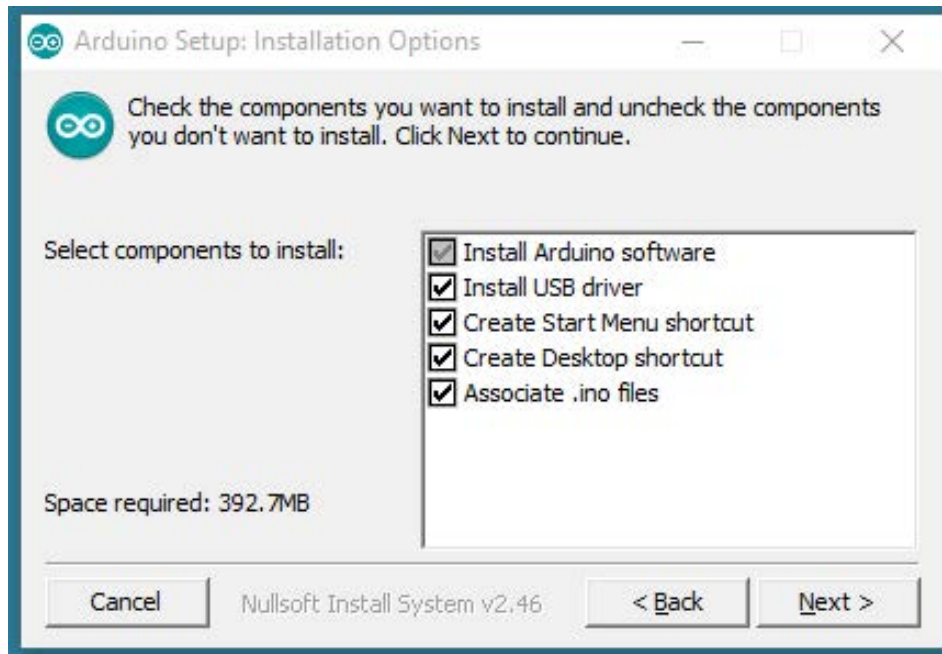 Arduino Setup: Installation Options
Check the components you want to install and uncheck the components
you don't want to install. Click Next to continue.
Select components to install:
Install Arduino software
Install USB driver
Create Start Menu shortcut
Create Desktop shortcut
Associate .ino files
Space required: 392.7MB
Cancel
Nullsoft Install System v2.46
< Back
Next >